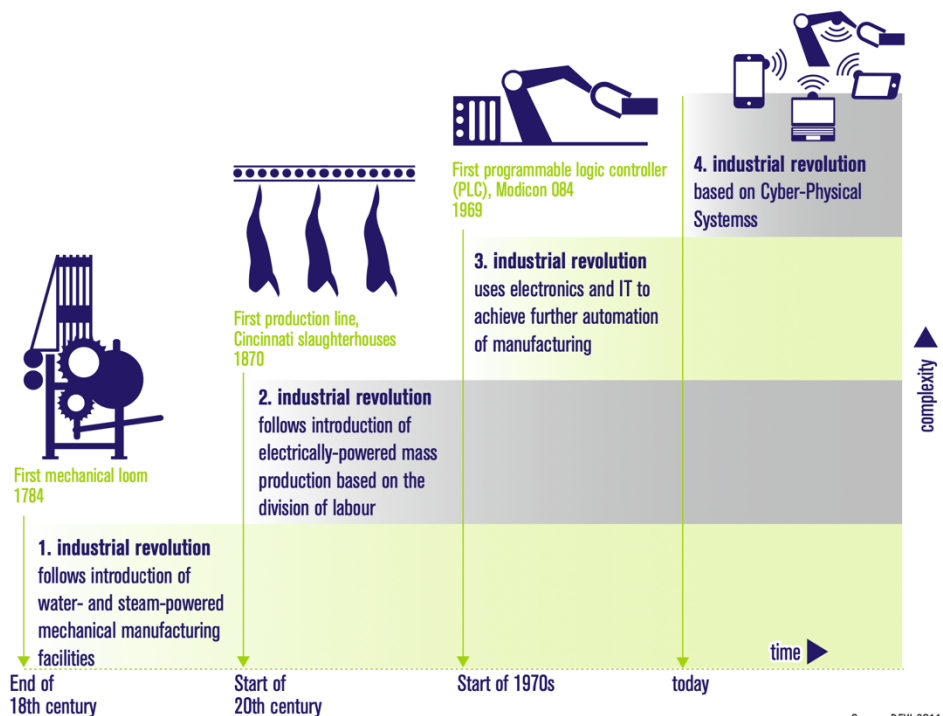 First programmable logic controller
(PLC), Modicon 084
1969
4. industrial revolution
based on Cyber-Physical
Systemss
3. industrial revolution
uses electronics and IT to
achieve further automation
of manufacturing
First production line,
Cincinnati slaughterhouses
1870
2. industrial revolution
follows introduction of
electrically-powered mass
production based on the
division of labour
First mechanical loom
1784
1. industrial revolution
follows introduction of
water- and steam-powered
mechanical manufacturing
facilities
complexity
time
End of
18th century
Start of
20th century
Start of 1970s
today